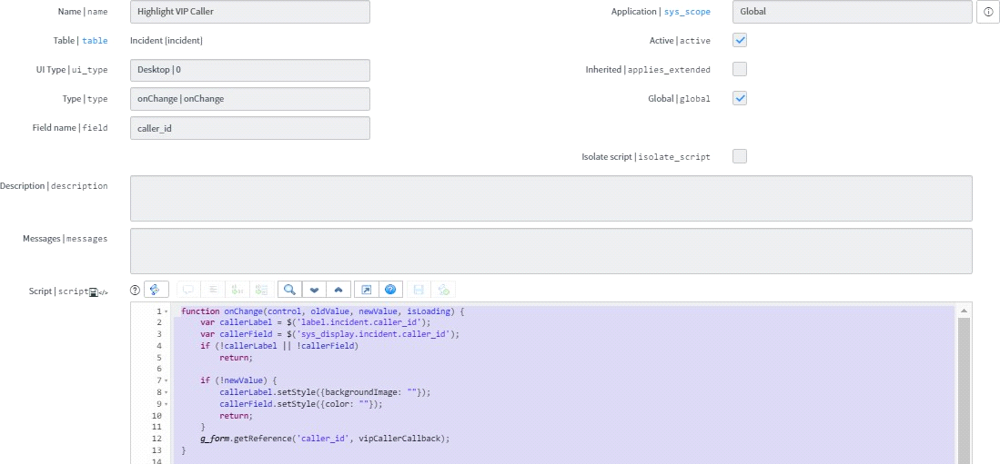 Name | name Highlight VIP Caller Application | sys_scope Global
Table | table Incident [incident] Active | active
UI Type | ui_type Desktop | 0 Inherited | applies_extended
Type | type onChange | onChange Global | global
Field name | field caller_id
Isolate script | isolate_script
Description | description
Messages | messages
Script | script
1 function onChange(control, oldValue, newValue, isLoading) {
2 var callerLabel = $('label.incident.caller_id');
3 var callerField = $('sys_display.incident.caller_id');
4 if (!callerLabel || !callerField)
5 return;
6
7 if (!newValue) {
8 callerLabel.setStyle({backgroundImage: ""});
9 callerField.setStyle({color: ""});
10 return;
11 }
12 g_form.getReference('caller_id', vipCallerCallback);
13 }
14